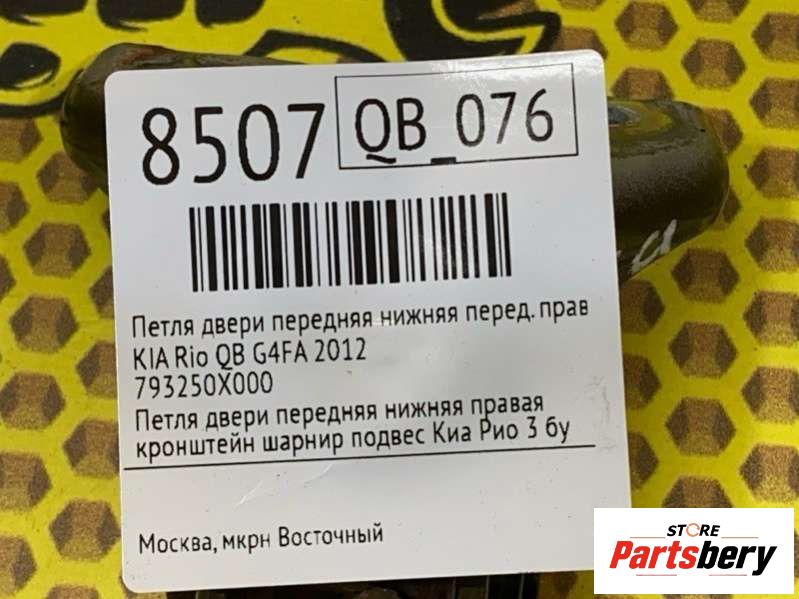 8507 QB_076
Петля двери передняя нижняя перед. прав
KIA Rio QB G4FA 2012
793250X000
Петля двери передняя нижняя правая
кронштейн шарнир подвес Киа Рио 3 бу
Москва, мкрн Восточный
STORE
Partsbery